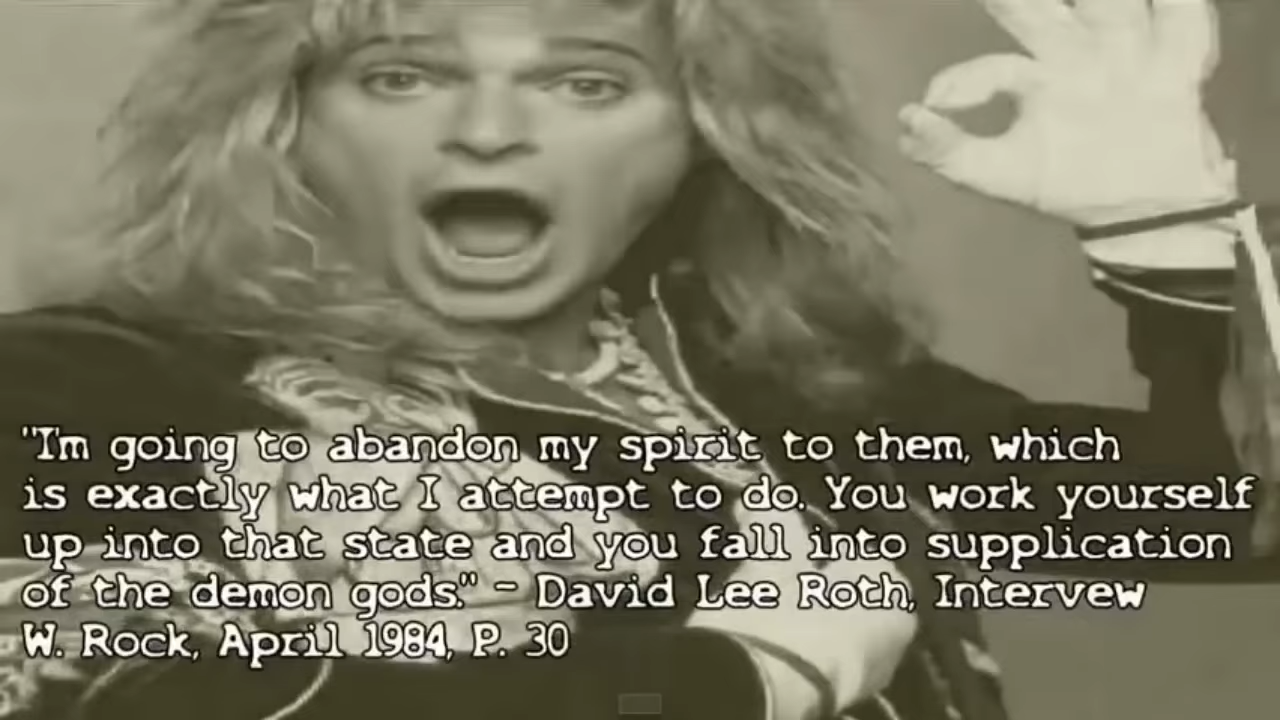 "I'm going to abandon my spirit to them, which
is exactly what I attempt to do. You work yourself
up into that state and you fall into supplication
of the demon gods." - David Lee Roth, Intervew
W. Rock, April 1984, P. 30